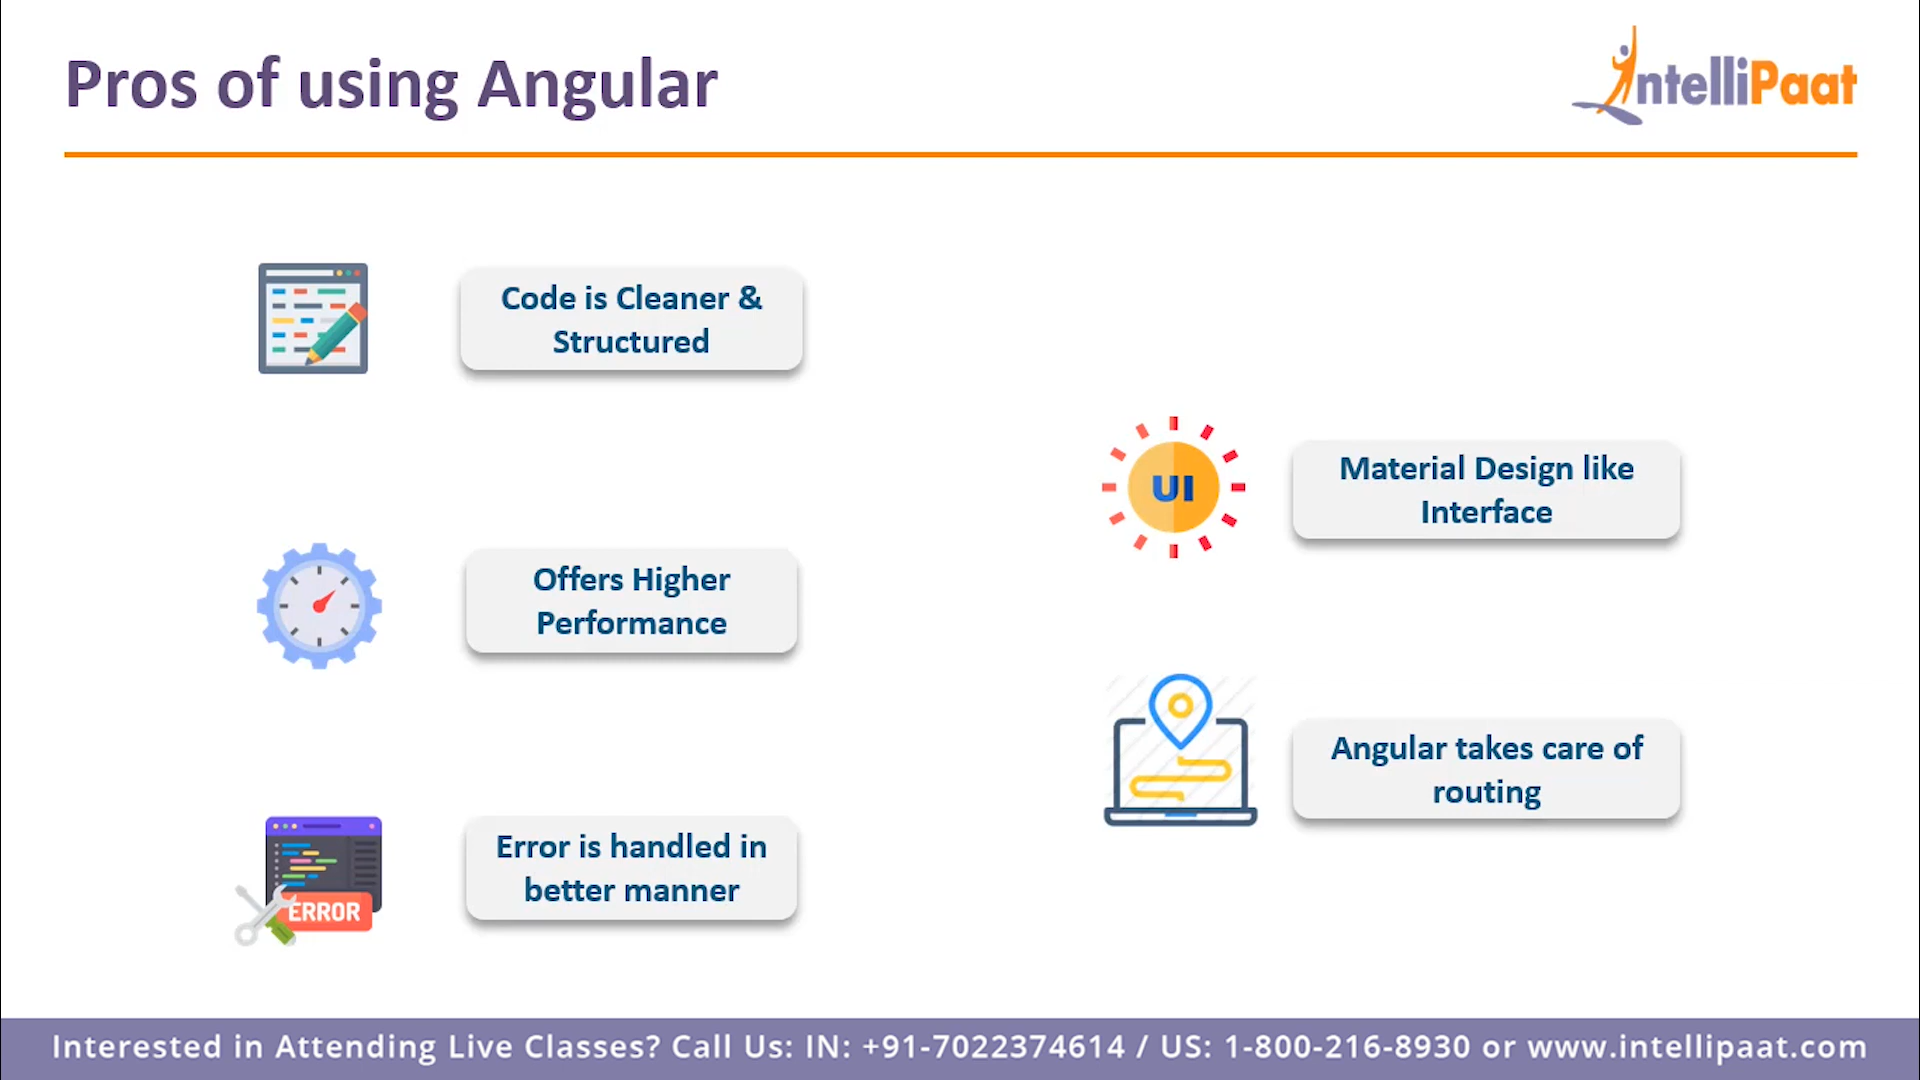 Pros of using Angular
IntelliPaat
Code is Cleaner &
Structured
Offers Higher
Performance
ERROR
Error is handled in
better manner
UI
Material Design like
Interface
Angular takes care of
routing
Interested in Attending Live Classes? Call Us: IN: +91-7022374614 / US: 1-800-216-8930 or www.intellipaat.com